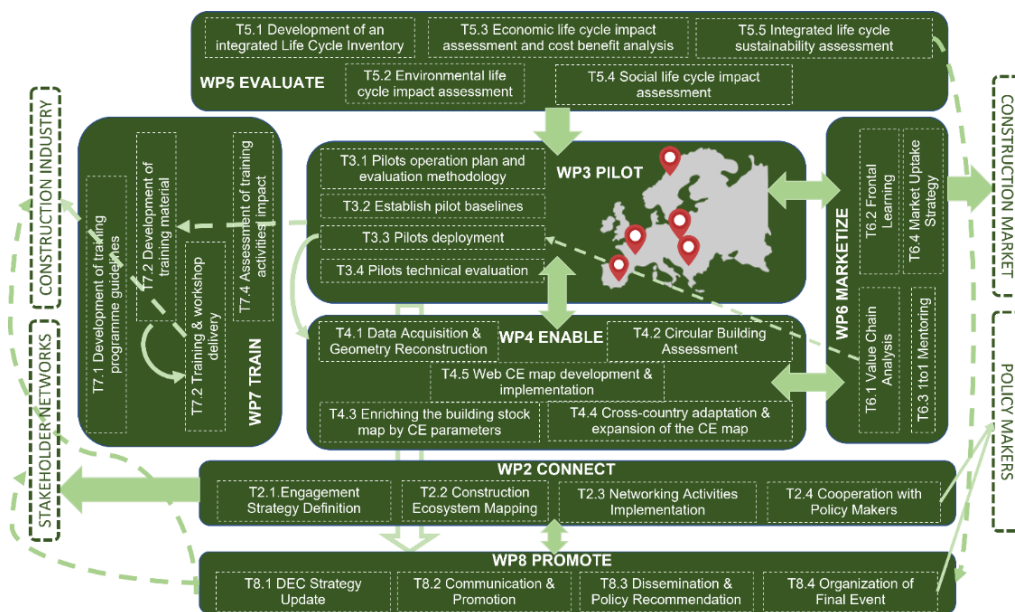 T5.1 Development of an
integrated Life Cycle Inventory
T5.3 Economic life cycle impact
assessment and cost benefit analysis
T5.5 Integrated life cycle
sustainability assessment
WP5 EVALUATE
T5.2 Environmental life
cycle impact assessment
T5.4 Social life cycle impact
assessment
CONSTRUCTION INDUSTRY
STAKEHOLDER NETWORKS
T7.1 Development of training
programme guidelines
T7.2 Development of
training material
T7.2 Training & workshop
delivery
T7.4 Assessment of training
activities impact
WP7 TRAIN
T3.1 Pilots operation plan and
evaluation methodology
WP3 PILOT
T3.2 Establish pilot baselines
T3.3 Pilots deployment
T3.4 Pilots technical evaluation
T4.1 Data Acquisition &
Geometry Reconstruction
WP4 ENABLE
T4.2 Circular Building
Assessment
T4.5 Web CE map development &
implementation
T4.3 Enriching the building stock
map by CE parameters
T4.4 Cross-country adaptation &
expansion of the CE map
WP6 MARKETIZE
T6.2 Frontal
Learning
T6.4 Market Uptake
Strategy
T6.1 Value Chain
Analysis
T6.3 1to1 Mentoring
CONSTRUCTION MARKET
POLICY MAKERS
WP2 CONNECT
T2.1.Engagement
Strategy Definition
T2.2 Construction
Ecosystem Mapping
T2.3 Networking Activities
Implementation
T2.4 Cooperation with
Policy Makers
WP8 PROMOTE
T8.1 DEC Strategy
Update
T8.2 Communication &
Promotion
T8.3 Dissemination &
Policy Recommendation
T8.4 Organization of
Final Event